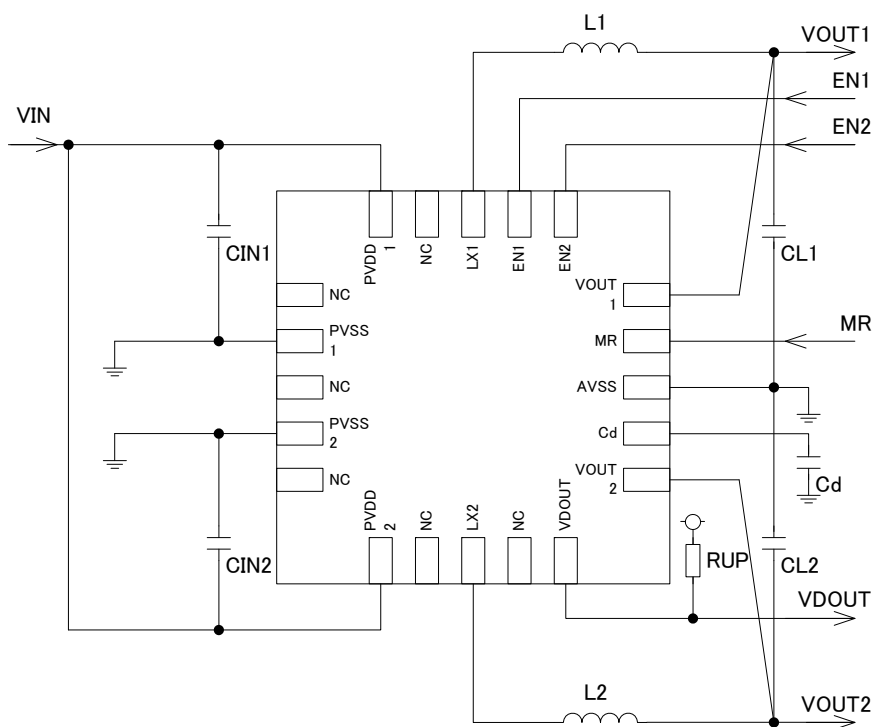 L1
VOUT1
EN1
VIN
EN2
PVDD
1
NC
LX1
EN1
EN2
CIN1
CL1
NC
VOUT
1
PVSS
1
MR
MR
NC
AVSS
PVSS
2
Cd
NC
VOUT
2
Cd
PVDD
2
NC
LX2
NC
VDOUT
CIN2
RUP
CL2
VDOUT
L2
VOUT2